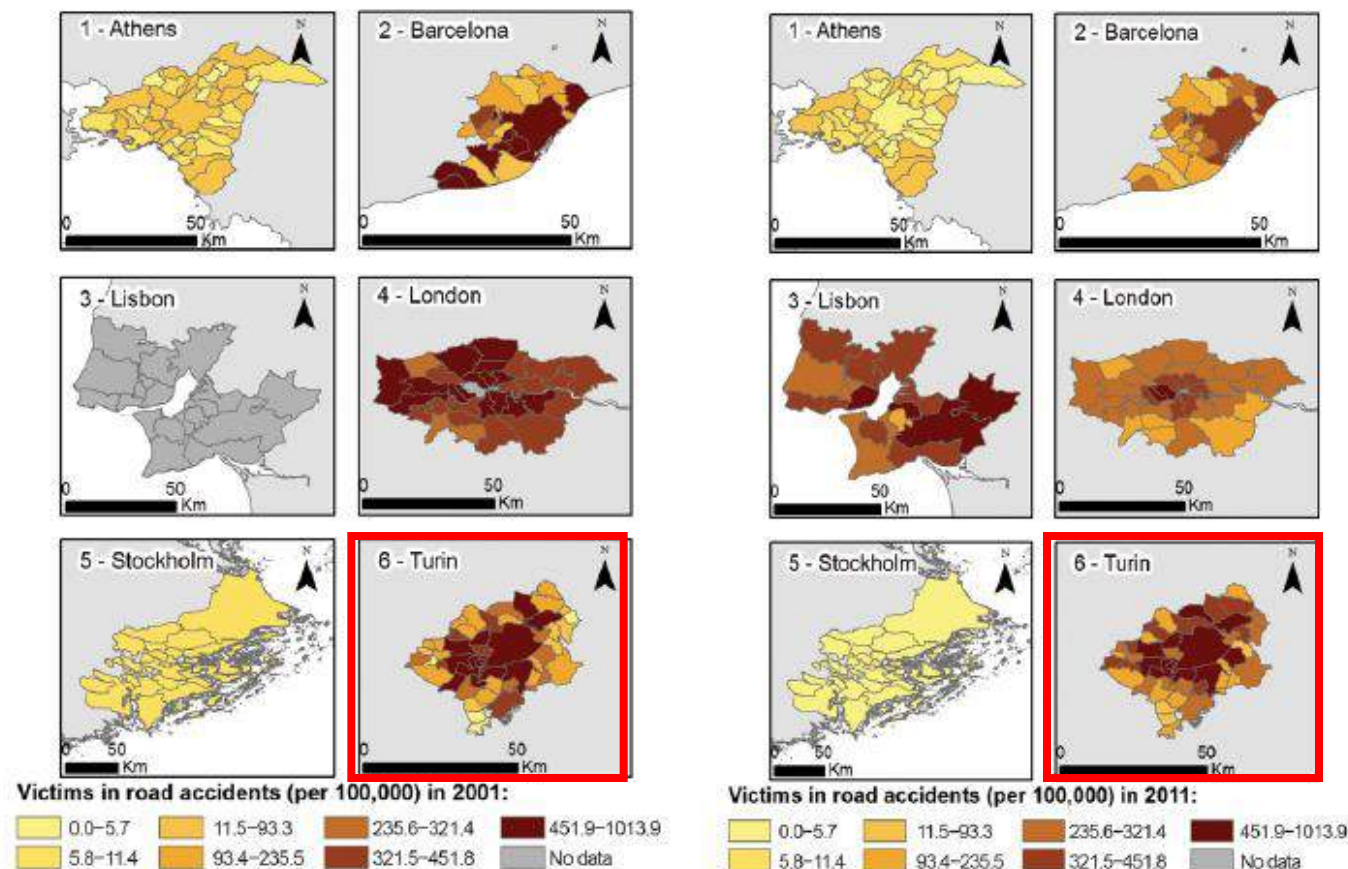 1 - Athens
N
0
50
Km
2 - Barcelona
N
0
50
Km
1 - Athens
N
0
50
Km
2 - Barcelona
N
0
50
Km
3 - Lisbon
N
0
50
Km
4 - London
N
0
50
Km
3 - Lisbon
N
0
50
Km
4 - London
N
0
50
Km
5 - Stockholm
N
0
50
Km
6 - Turin
N
0
50
Km
5 - Stockholm
N
0
50
Km
6 - Turin
N
0
50
Km
Victims in road accidents (per 100,000) in 2001:
0.0–5.7 11.5–93.3 235.6–321.4 451.9–1013.9
5.8–11.4 93.4–235.5 321.5–451.8 No data
Victims in road accidents (per 100,000) in 2011:
0.0–5.7 11.5–93.3 235.6–321.4 451.9–1013.9
5.8–11.4 93.4–235.5 321.5–451.8 No data